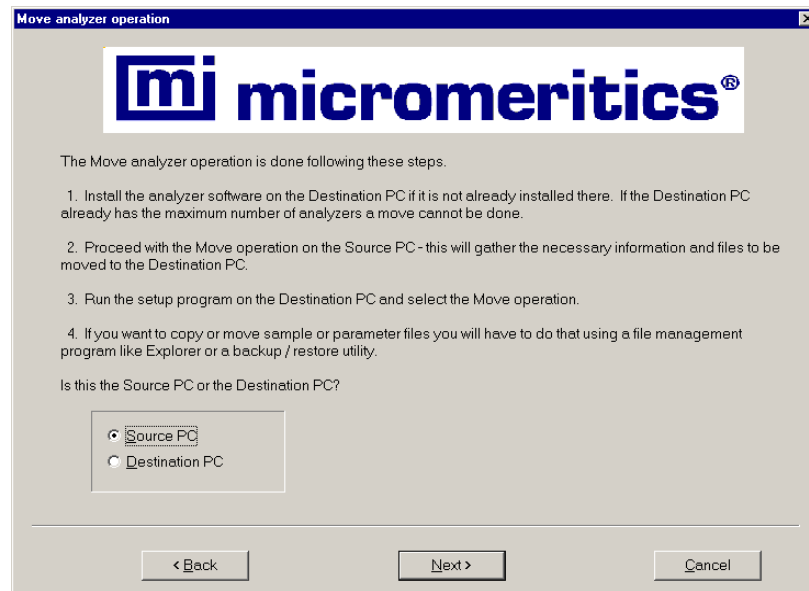 Move analyzer operation
mi micromeritics®
The Move analyzer operation is done following these steps.
1. Install the analyzer software on the Destination PC if it is not already installed there. If the Destination PC
already has the maximum number of analyzers a move cannot be done.
2. Proceed with the Move operation on the Source PC - this will gather the necessary information and files to be
moved to the Destination PC.
3. Run the setup program on the Destination PC and select the Move operation.
4. If you want to copy or move sample or parameter files you will have to do that using a file management
program like Explorer or a backup / restore utility.
Is this the Source PC or the Destination PC?
Source PC
Destination PC
< Back
Next >
Cancel